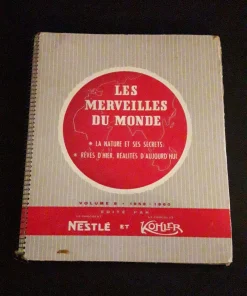 LES
MERVEILLES
DU MONDE
★ LA NATURE ET SES SECRETS
★ RÊVES D'HIER, RÉALITÉS D'AUJOURD'HUI
VOLUME
ÉDITÉ PAR
NESTLÉ ET KOHLER